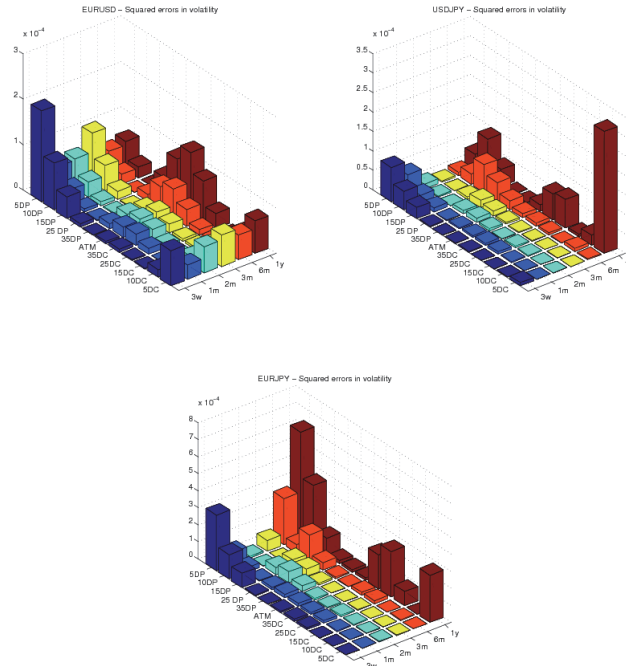 EURUSD − Squared errors in volatility
x 10⁻⁴
3
2
1
0
5DP
10DP
15DP
25 DP
35DP
ATM
35DC
25DC
15DC
10DC
5DC
3w
1m
2m
3m
6m
1y
USDJPY − Squared errors in volatility
x 10⁻⁴
3.5
3
2.5
2
1.5
1
0.5
0
5DP
10DP
15DP
25 DP
35DP
ATM
35DC
25DC
15DC
10DC
5DC
3w
1m
2m
3m
6m
1y
EURJPY − Squared errors in volatility
x 10⁻⁴
8
7
6
5
4
3
2
1
0
5DP
10DP
15DP
25 DP
35DP
ATM
35DC
25DC
15DC
10DC
5DC
3w
1m
2m
3m
6m
1y